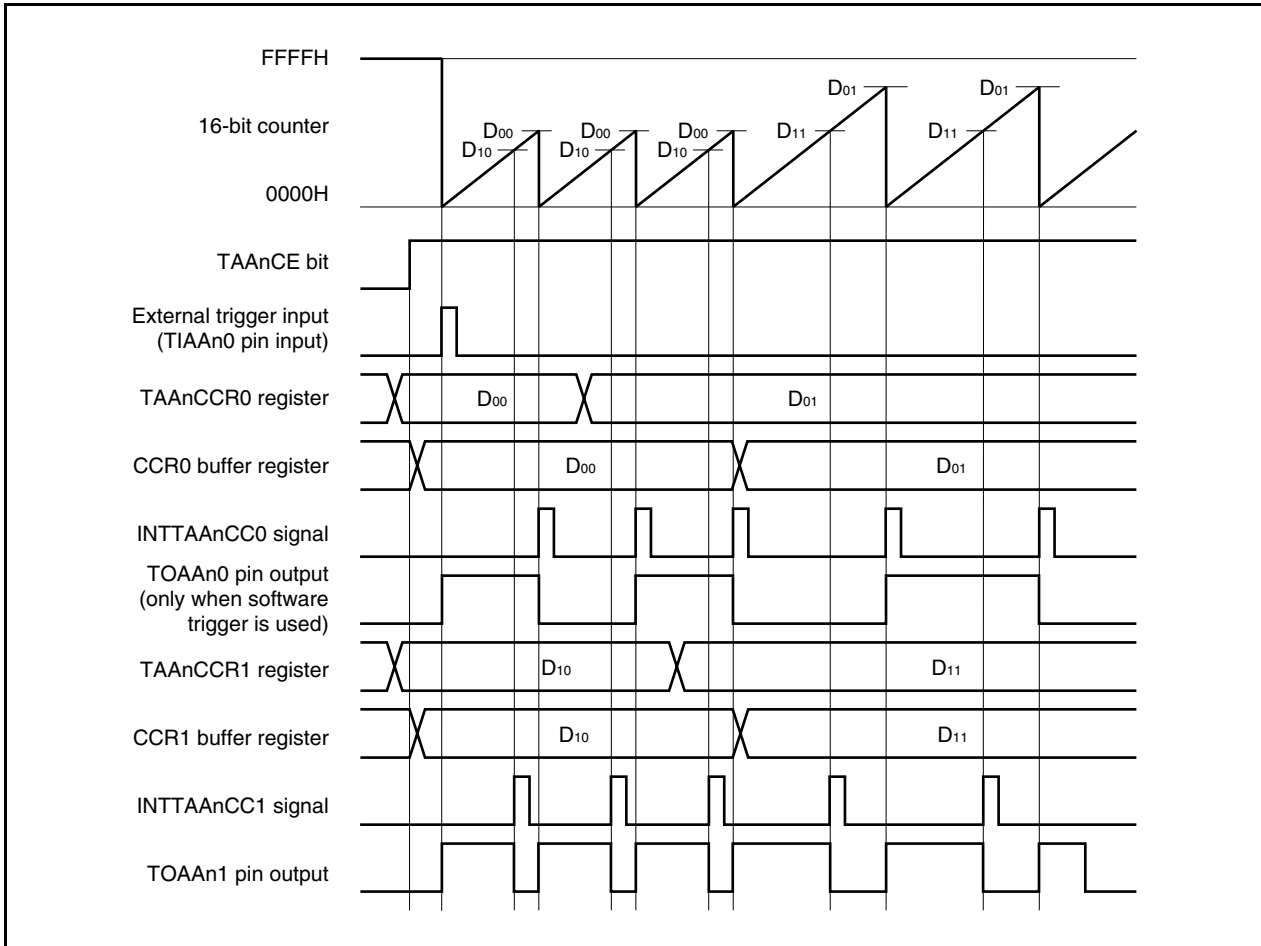 FFFFH
16-bit counter
0000H
D00
D10
D00
D10
D00
D10
D01
D11
D01
D11
TAAnCE bit
External trigger input
(TIAAn0 pin input)
TAAnCCR0 register
D00
D01
CCR0 buffer register
D00
D01
INTTAAnCC0 signal
TOAAn0 pin output
(only when software
trigger is used)
TAAnCCR1 register
D10
D11
CCR1 buffer register
D10
D11
INTTAAnCC1 signal
TOAAn1 pin output